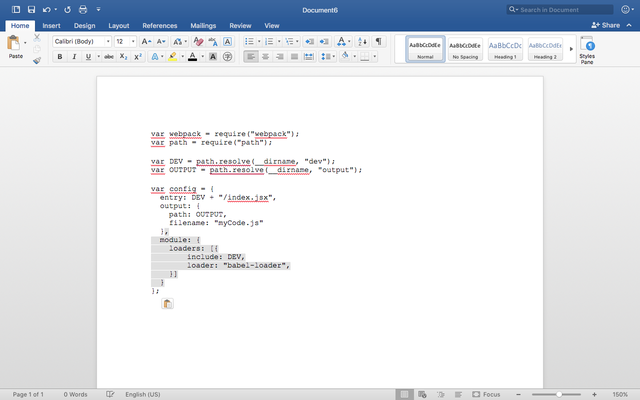 Document6
Search in Document
Home Insert Design Layout References Mailings Review View
Share
Paste
Calibri (Body) 12
AaBbCcDdEe AaBbCcDdEe AaBbCcDc AaBbCcDdEe
Normal No Spacing Heading 1 Heading 2
Styles
Pane
var webpack = require("webpack");
var path = require("path");
var DEV = path.resolve(__dirname, "dev");
var OUTPUT = path.resolve(__dirname, "output");
var config = {
entry: DEV + "/index.jsx",
output: {
path: OUTPUT,
filename: "myCode.js"
},
module: {
loaders: [{
include: DEV,
loader: "babel-loader",
}]
}
};
Page 1 of 1 0 Words English (US) Focus 150%